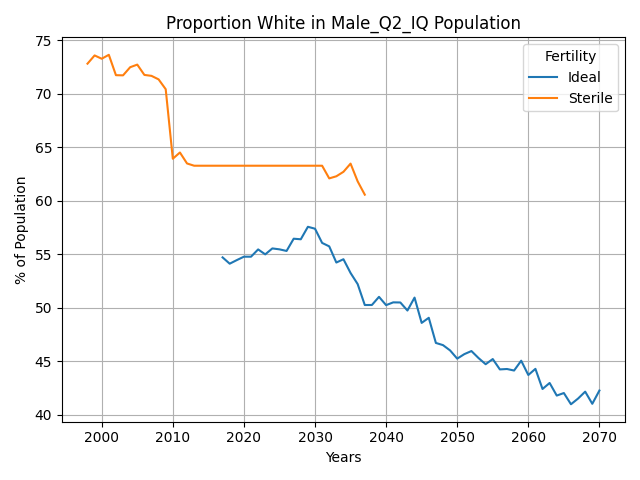 Proportion White in Male_Q2_IQ Population
Fertility
Ideal
Sterile
% of Population
75
70
65
60
55
50
45
40
2000 2010 2020 2030 2040 2050 2060 2070
Years